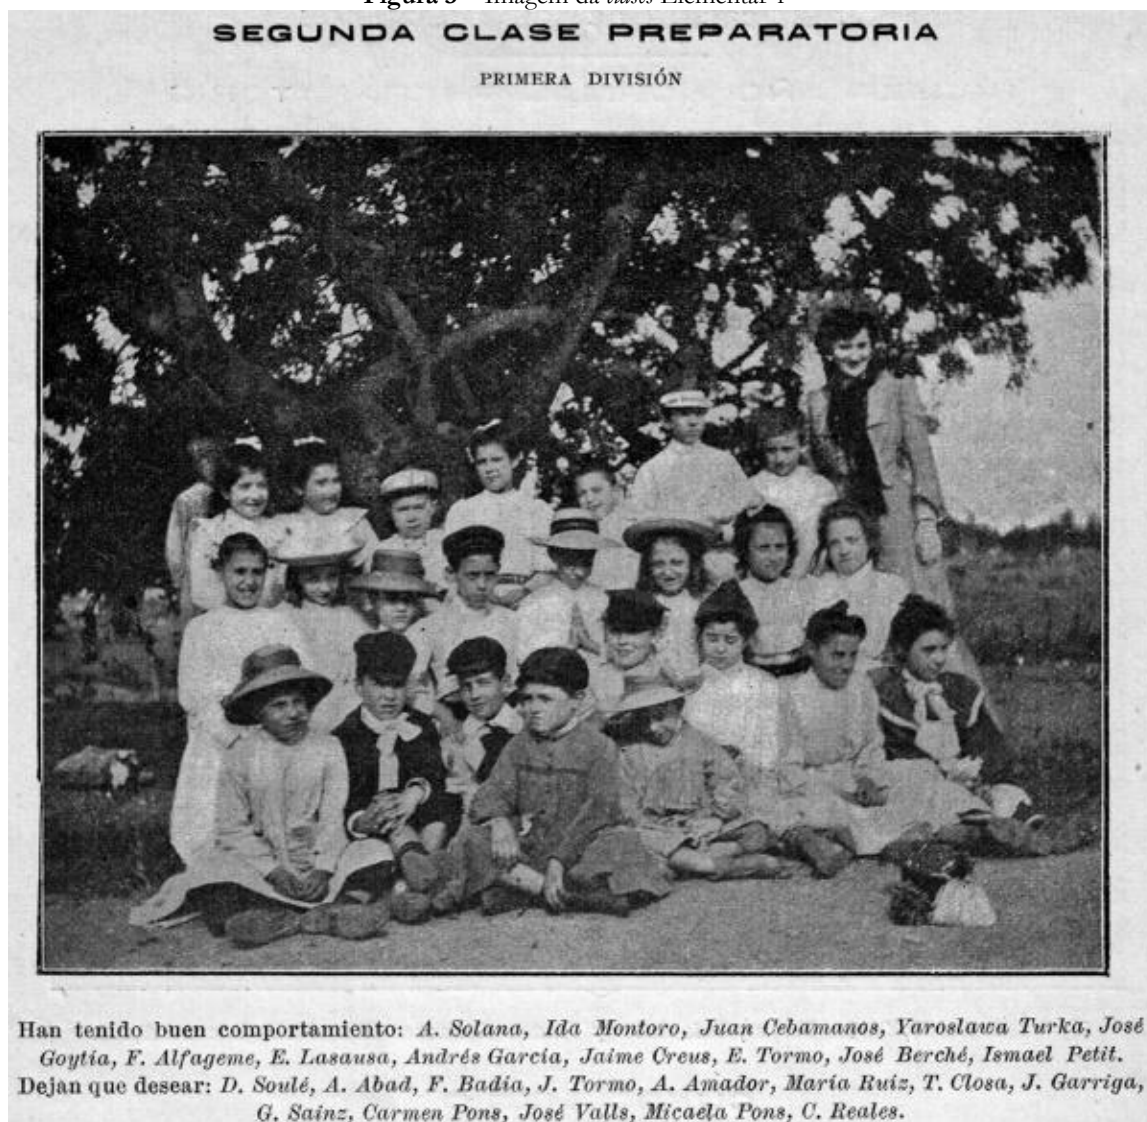 SEGUNDA CLASE PREPARATORIA
PRIMERA DIVISIÓN
Han tenido buen comportamiento: A. Solana, Ida Montoro, Juan Cebamanos, Yaroslawa Turka, José
Goytia, F. Alfageme, E. Lasausa, Andrés García, Jaime Creus, E. Tormo, José Berché, Ismael Petit.
Dejan que desear: D. Soulé, A. Abad, F. Badía, J. Tormo, A. Amador, María Ruíz, T. Closa, J. Garriga,
G. Sainz, Carmen Pons, José Valls, Micaela Pons, C. Reales.